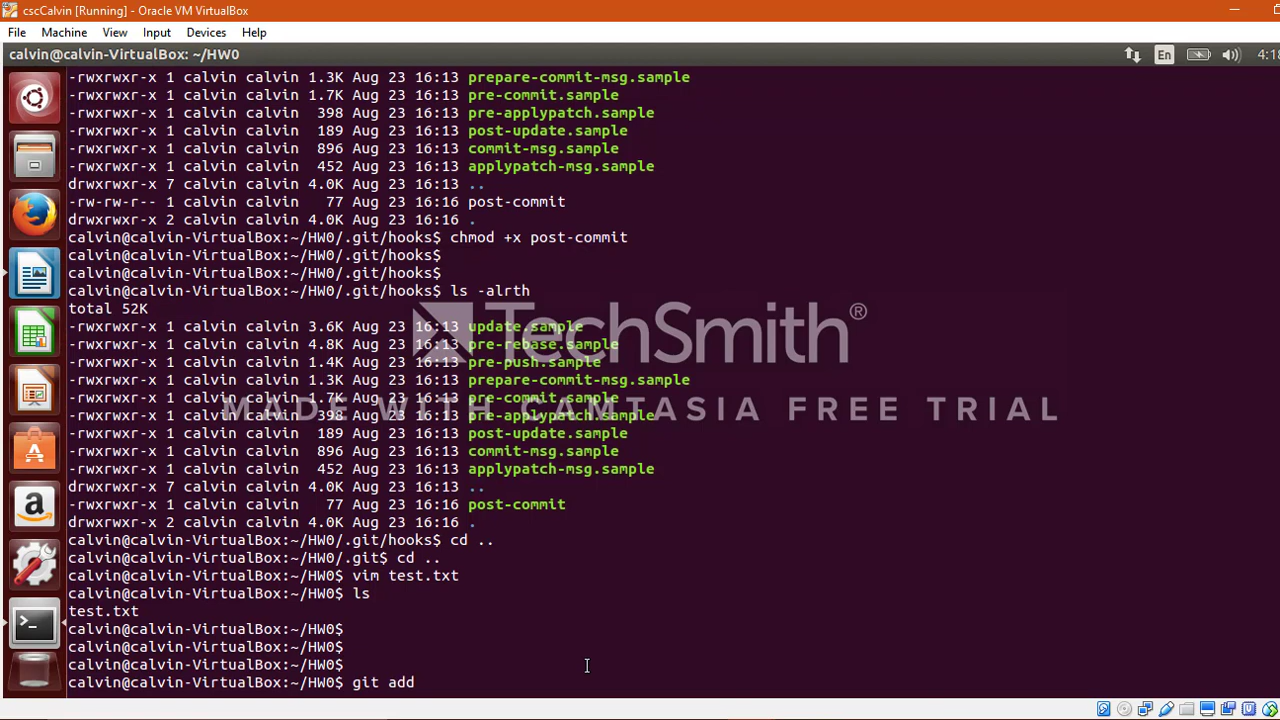 cscCalvin [Running] - Oracle VM VirtualBox
File Machine View Input Devices Help
calvin@calvin-VirtualBox: ~/HW0 En 4:18
-rwxrwxr-x 1 calvin calvin 1.3K Aug 23 16:13 prepare-commit-msg.sample
-rwxrwxr-x 1 calvin calvin 1.7K Aug 23 16:13 pre-commit.sample
-rwxrwxr-x 1 calvin calvin  398 Aug 23 16:13 pre-applypatch.sample
-rwxrwxr-x 1 calvin calvin  189 Aug 23 16:13 post-update.sample
-rwxrwxr-x 1 calvin calvin  896 Aug 23 16:13 commit-msg.sample
-rwxrwxr-x 1 calvin calvin  452 Aug 23 16:13 applypatch-msg.sample
drwxrwxr-x 7 calvin calvin 4.0K Aug 23 16:13 ..
-rw-rw-r-- 1 calvin calvin   77 Aug 23 16:16 post-commit
drwxrwxr-x 2 calvin calvin 4.0K Aug 23 16:16 .
calvin@calvin-VirtualBox:~/HW0/.git/hooks$ chmod +x post-commit
calvin@calvin-VirtualBox:~/HW0/.git/hooks$
calvin@calvin-VirtualBox:~/HW0/.git/hooks$
calvin@calvin-VirtualBox:~/HW0/.git/hooks$ ls -alrth
total 52K
-rwxrwxr-x 1 calvin calvin 3.6K Aug 23 16:13 update.sample
-rwxrwxr-x 1 calvin calvin 4.8K Aug 23 16:13 pre-rebase.sample
-rwxrwxr-x 1 calvin calvin 1.4K Aug 23 16:13 pre-push.sample
-rwxrwxr-x 1 calvin calvin 1.3K Aug 23 16:13 prepare-commit-msg.sample
-rwxrwxr-x 1 calvin calvin 1.7K Aug 23 16:13 pre-commit.sample
-rwxrwxr-x 1 calvin calvin  398 Aug 23 16:13 pre-applypatch.sample
-rwxrwxr-x 1 calvin calvin  189 Aug 23 16:13 post-update.sample
-rwxrwxr-x 1 calvin calvin  896 Aug 23 16:13 commit-msg.sample
-rwxrwxr-x 1 calvin calvin  452 Aug 23 16:13 applypatch-msg.sample
drwxrwxr-x 7 calvin calvin 4.0K Aug 23 16:13 ..
-rwxrwxr-x 1 calvin calvin   77 Aug 23 16:16 post-commit
drwxrwxr-x 2 calvin calvin 4.0K Aug 23 16:16 .
calvin@calvin-VirtualBox:~/HW0/.git/hooks$ cd ..
calvin@calvin-VirtualBox:~/HW0/.git$ cd ..
calvin@calvin-VirtualBox:~/HW0$ vim test.txt
calvin@calvin-VirtualBox:~/HW0$ ls
test.txt
calvin@calvin-VirtualBox:~/HW0$
calvin@calvin-VirtualBox:~/HW0$
calvin@calvin-VirtualBox:~/HW0$
calvin@calvin-VirtualBox:~/HW0$ git add
TechSmith®
MADE WITH CAMTASIA FREE TRIAL